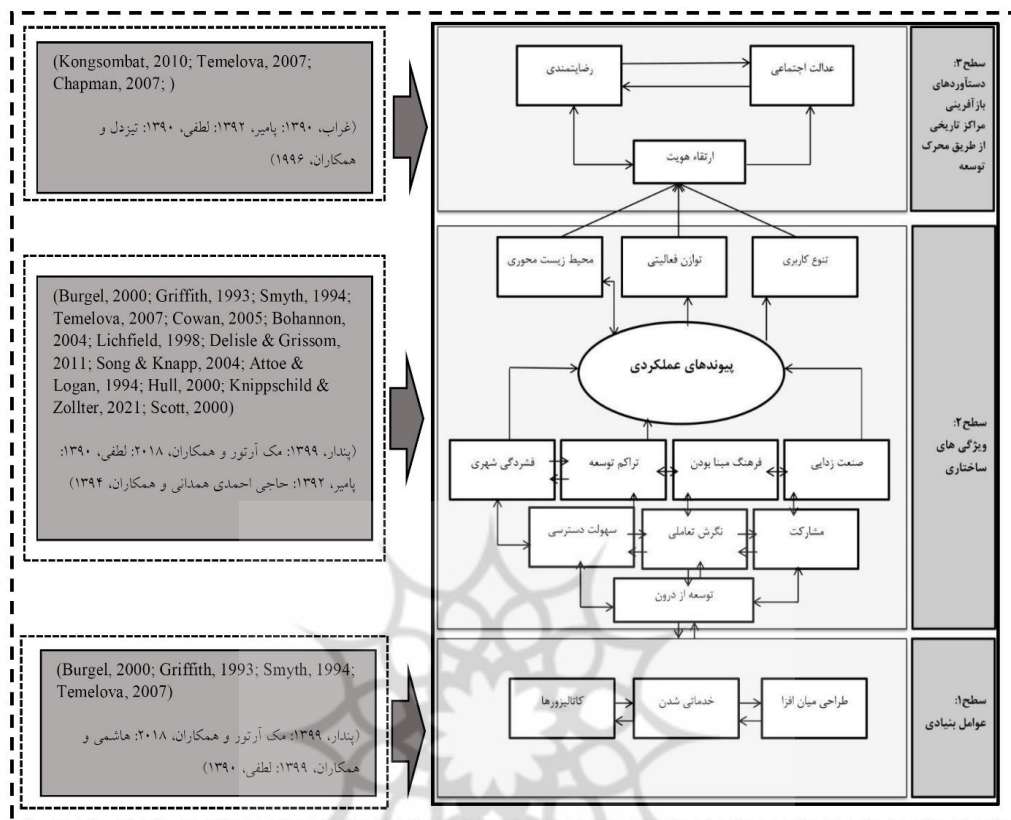 (Kongsombat, 2010; Temelova, 2007;
Chapman, 2007; )
(غراب، ۱۳۹۰: پامیر، ۱۳۹۲: لطفی، ۱۳۹۰: تیزدل و
همکاران، ۱۹۹۶)
رضایتمندی
عدالت اجتماعی
ارتقاء هویت
سطح۳:
دستآوردهای
بازآفرینی
مراکز تاریخی
از طریق محرک
توسعه
(Burgel, 2000; Griffith, 1993; Smyth, 1994;
Temelova, 2007; Cowan, 2005; Bohannon,
2004; Lichfield, 1998; Delisle & Grissom,
2011; Song & Knapp, 2004; Attoe &
Logan, 1994; Hull, 2000; Knippschild &
Zollter, 2021; Scott, 2000)
(پندار، ۱۳۹۹: مک آرتور و همکاران، ۲۰۱۸: لطفی، ۱۳۹۰:
پامیر، ۱۳۹۲: حاجی احمدی همدانی و همکاران، ۱۳۹۴)
محیط زیست محوری
توازن فعالیتی
تنوع کاربری
پیوندهای عملکردی
فشردگی شهری
تراکم توسعه
فرهنگ مبنا بودن
صنعت زدایی
سهولت دسترسی
نگرش تعاملی
مشارکت
توسعه از درون
سطح۲:
ویژگی های
ساختاری
(Burgel, 2000; Griffith, 1993; Smyth, 1994;
Temelova, 2007)
(پندار، ۱۳۹۹: مک آرتور و همکاران، ۲۰۱۸: هاشمی و
همکاران، ۱۳۹۹: لطفی، ۱۳۹۰)
کاتالیزورها
خدماتی شدن
طراحی میان افزا
سطح۱:
عوامل بنیادی